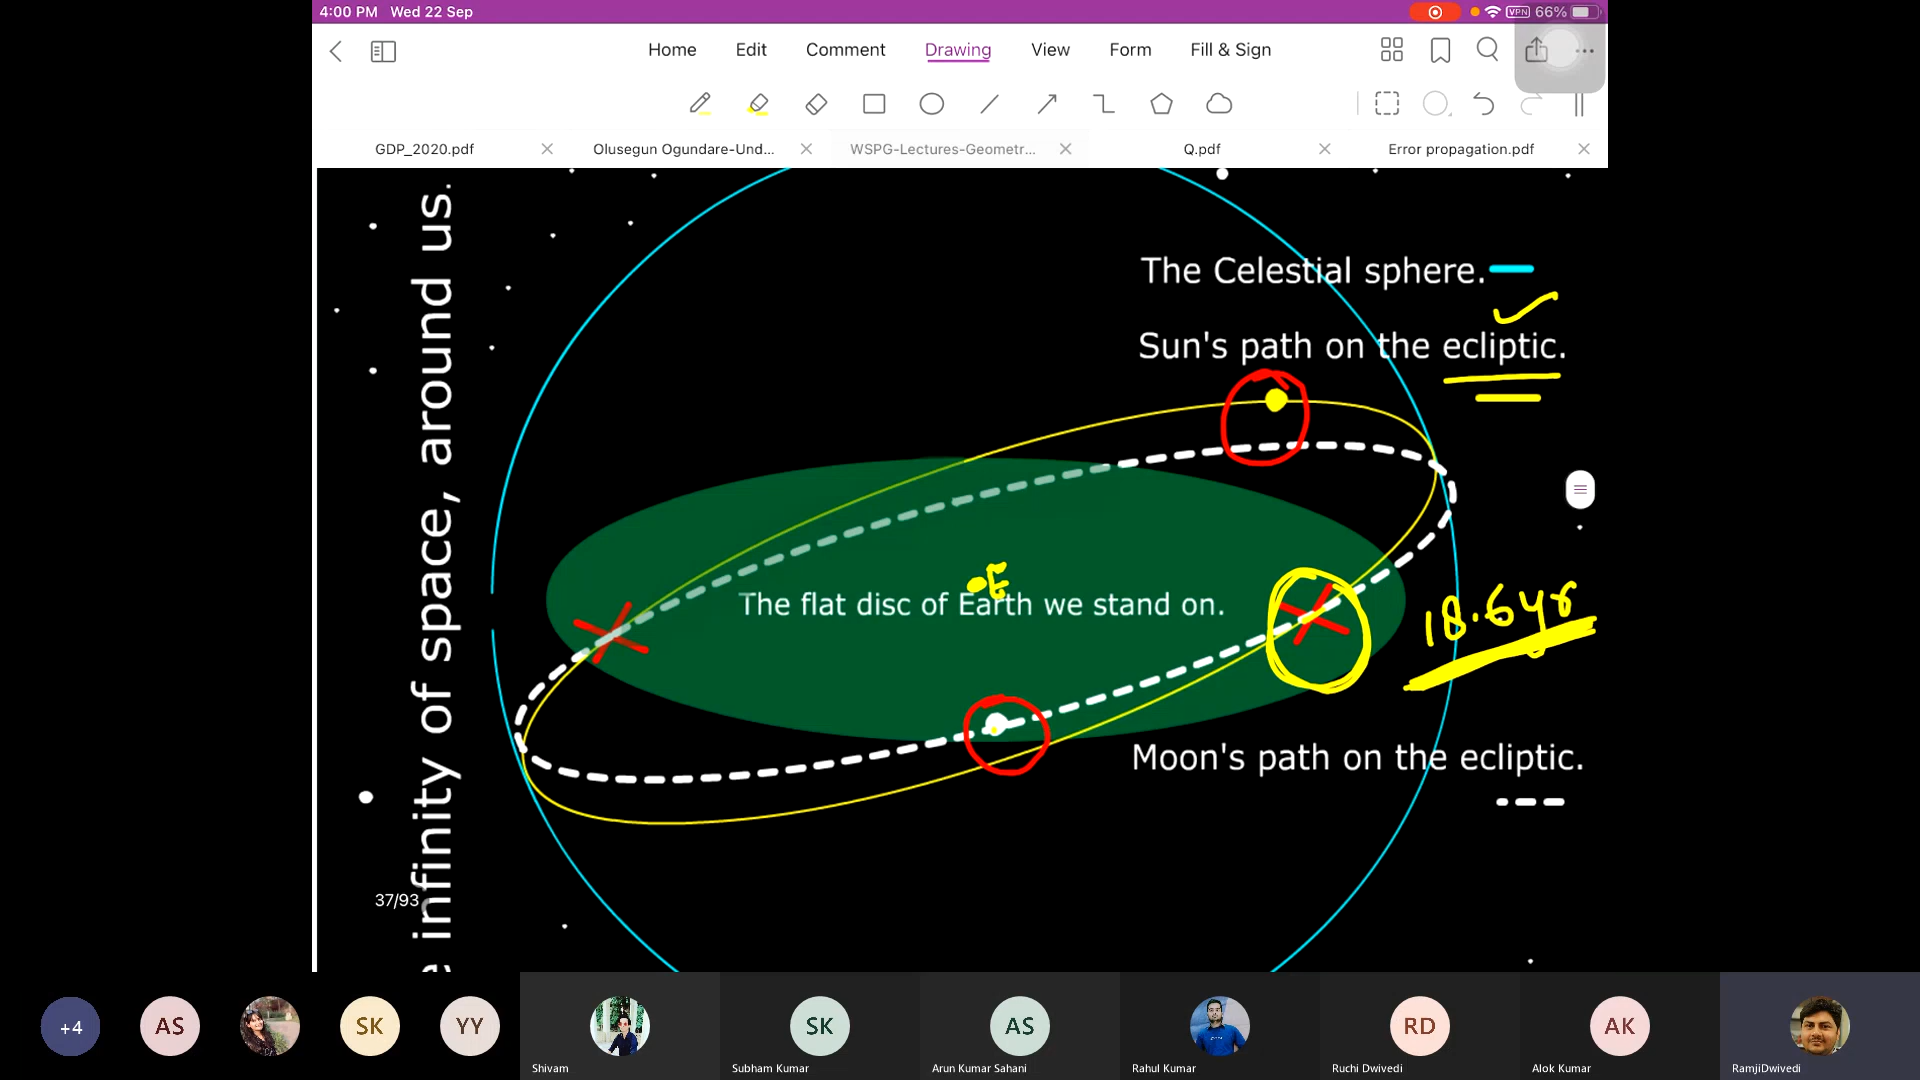 4:00 PM Wed 22 Sep
VPN 66%
Home Edit Comment Drawing View Form Fill & Sign
GDP_2020.pdf
Olusegun Ogundare-Und...
WSPG-Lectures-Geometr...
Q.pdf
Error propagation.pdf
e infinity of space, around us.
The Celestial sphere.
Sun's path on the ecliptic.
E
The flat disc of Earth we stand on.
18.6yr
Moon's path on the ecliptic.
37/93
+4
AS
SK
YY
Shivam
SK
Subham Kumar
AS
Arun Kumar Sahani
Rahul Kumar
RD
Ruchi Dwivedi
AK
Alok Kumar
RamjiDwivedi